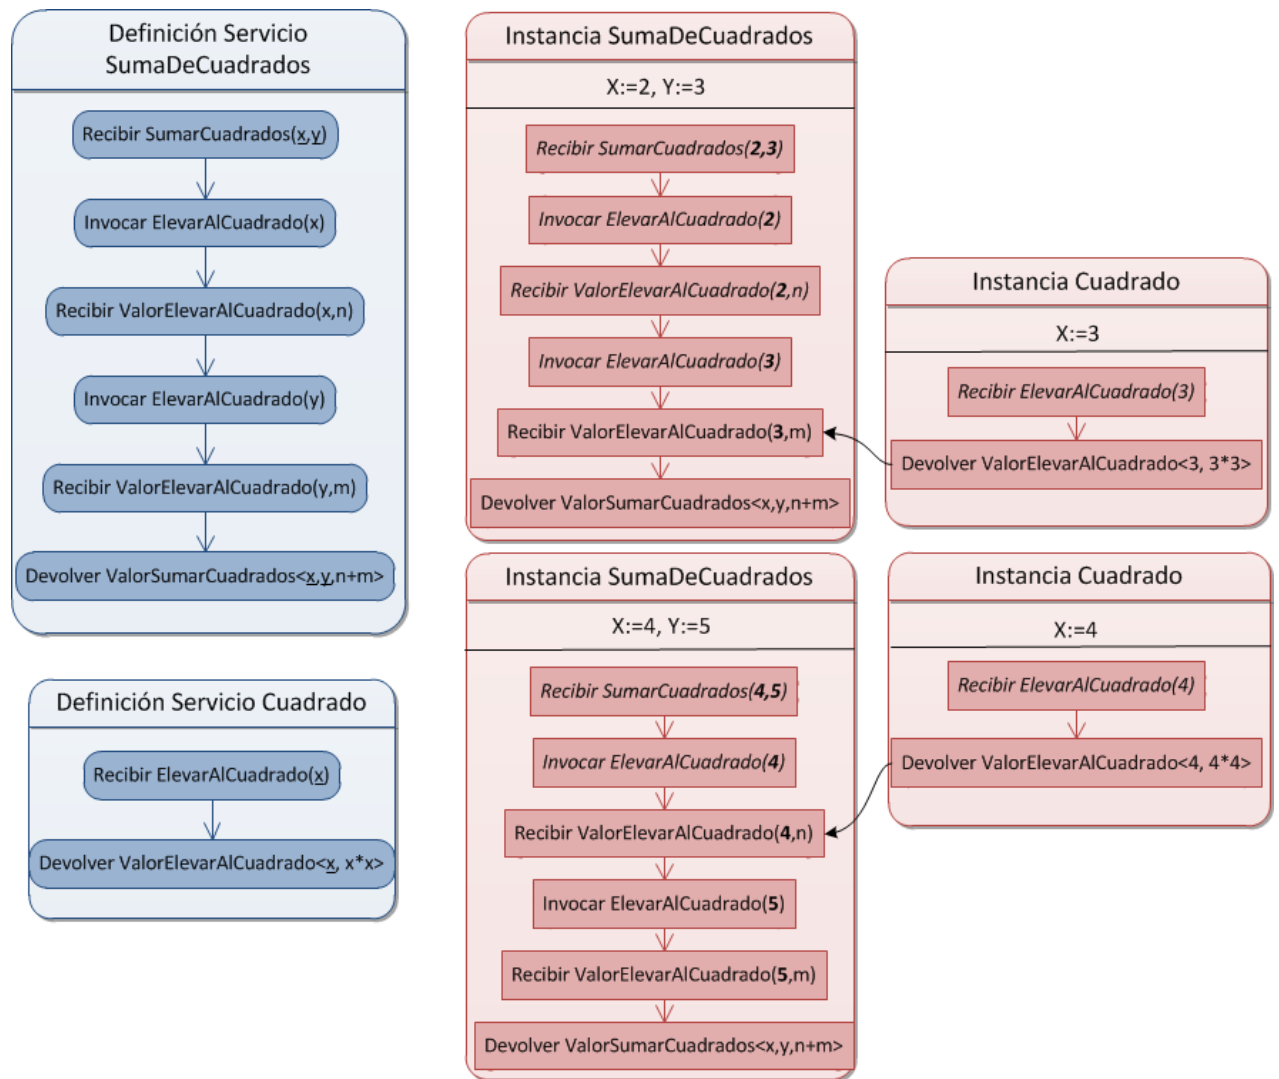 Definición Servicio
SumaDeCuadrados
Recibir SumarCuadrados(x,y)
Invocar ElevarAlCuadrado(x)
Recibir ValorElevarAlCuadrado(x,n)
Invocar ElevarAlCuadrado(y)
Recibir ValorElevarAlCuadrado(y,m)
Devolver ValorSumarCuadrados<x,y,n+m>
Definición Servicio Cuadrado
Recibir ElevarAlCuadrado(x)
Devolver ValorElevarAlCuadrado<x, x*x>
Instancia SumaDeCuadrados
X:=2, Y:=3
Recibir SumarCuadrados(2,3)
Invocar ElevarAlCuadrado(2)
Recibir ValorElevarAlCuadrado(2,n)
Invocar ElevarAlCuadrado(3)
Recibir ValorElevarAlCuadrado(3,m)
Devolver ValorSumarCuadrados<x,y,n+m>
Instancia Cuadrado
X:=3
Recibir ElevarAlCuadrado(3)
Devolver ValorElevarAlCuadrado<3, 3*3>
Instancia SumaDeCuadrados
X:=4, Y:=5
Recibir SumarCuadrados(4,5)
Invocar ElevarAlCuadrado(4)
Recibir ValorElevarAlCuadrado(4,n)
Invocar ElevarAlCuadrado(5)
Recibir ValorElevarAlCuadrado(5,m)
Devolver ValorSumarCuadrados<x,y,n+m>
Instancia Cuadrado
X:=4
Recibir ElevarAlCuadrado(4)
Devolver ValorElevarAlCuadrado<4, 4*4>